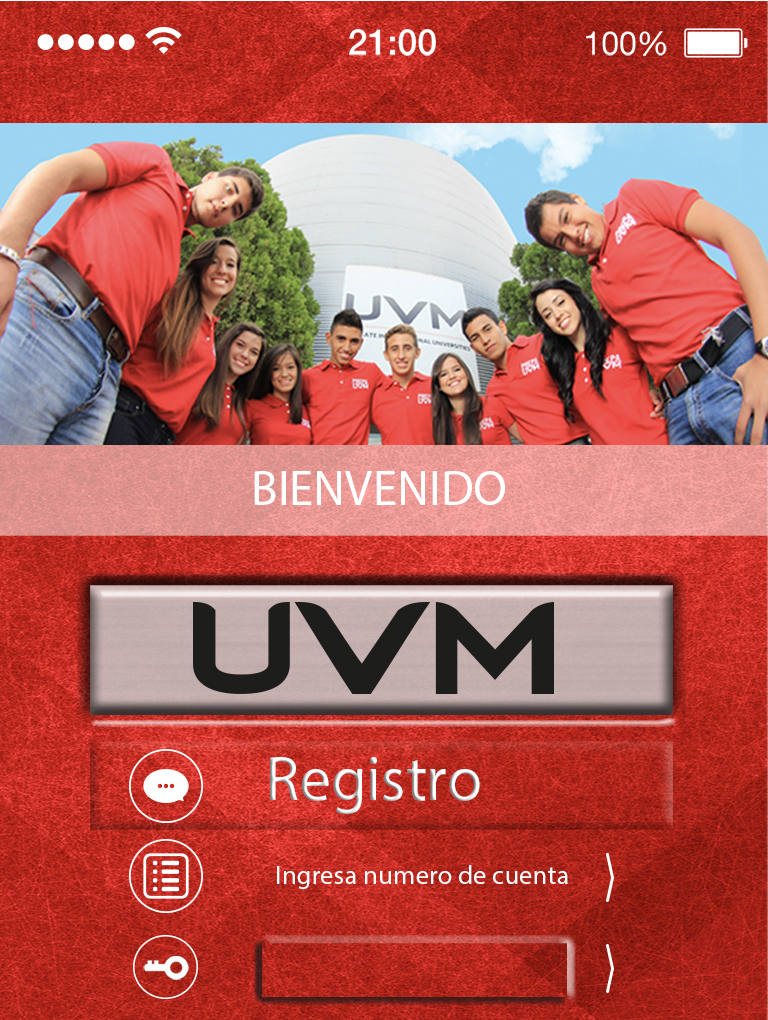 21:00
100%
UVM
BIENVENIDO
UVM
Registro
Ingresa numero de cuenta